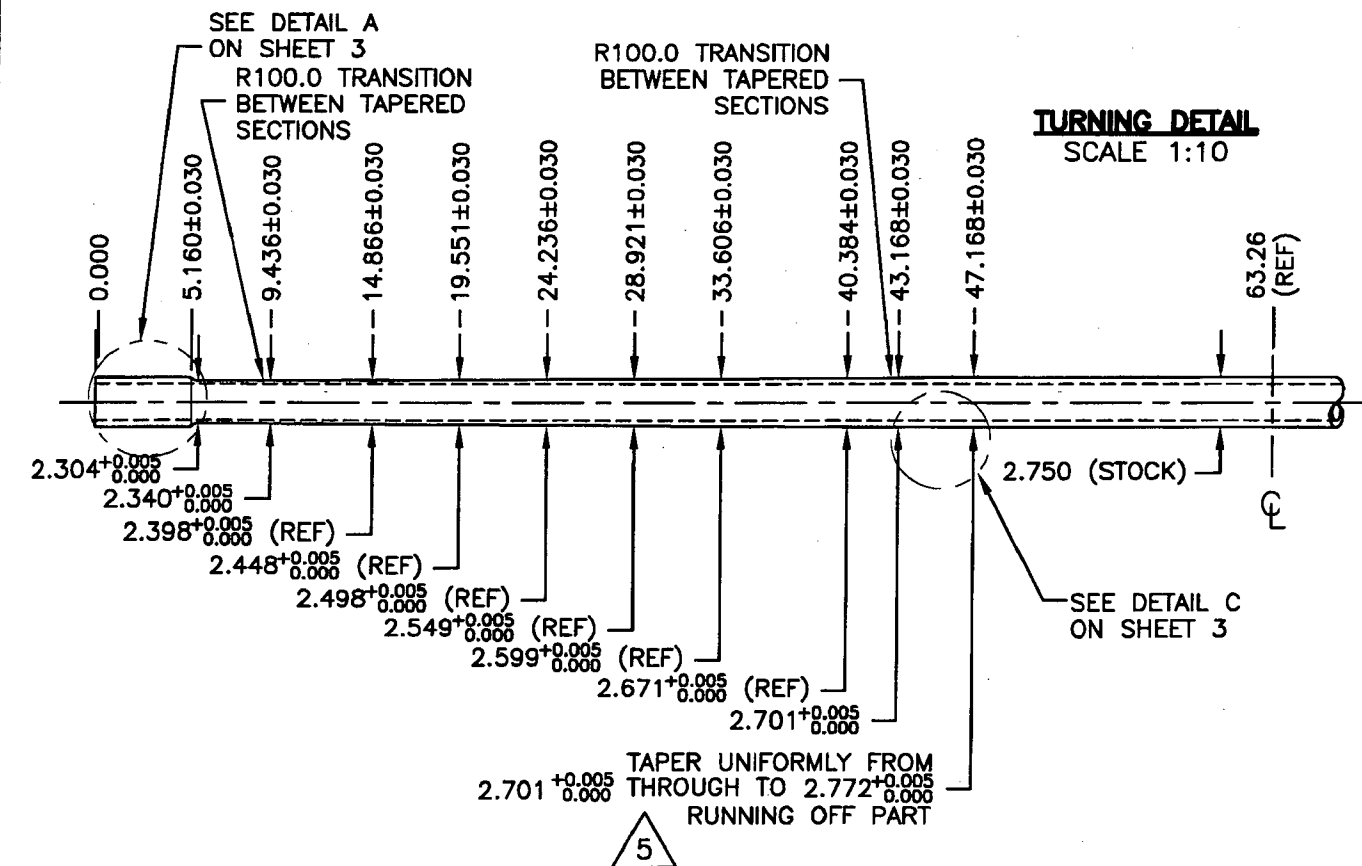 SEE DETAIL A
ON SHEET 3
R100.0 TRANSITION
BETWEEN TAPERED
SECTIONS
R100.0 TRANSITION
BETWEEN TAPERED
SECTIONS
TURNING DETAIL
SCALE 1:10
0.000
5.160±0.030
9.436±0.030
14.866±0.030
19.551±0.030
24.236±0.030
28.921±0.030
33.606±0.030
40.384±0.030
43.168±0.030
47.168±0.030
63.26
(REF)
2.304 +0.005 0.000
2.340 +0.005 0.000
2.398 +0.005 0.000 (REF)
2.448 +0.005 0.000 (REF)
2.498 +0.005 0.000 (REF)
2.549 +0.005 0.000 (REF)
2.599 +0.005 0.000 (REF)
2.671 +0.005 0.000 (REF)
2.701 +0.005 0.000
2.750 (STOCK)
℄
SEE DETAIL C
ON SHEET 3
TAPER UNIFORMLY FROM
2.701 +0.005 0.000 THROUGH TO 2.772 +0.005 0.000
RUNNING OFF PART
5